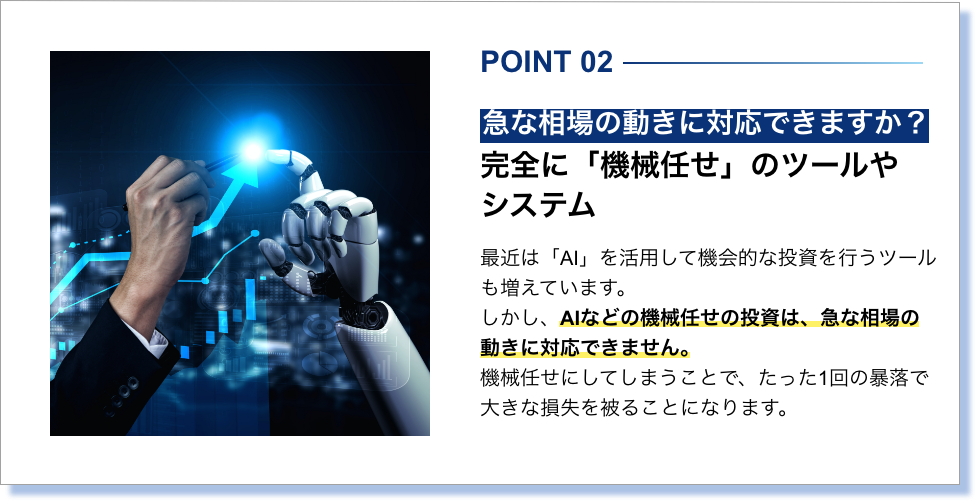 POINT 02
急な相場の動きに対応できますか？
完全に「機械任せ」のツールや
システム
最近は「AI」を活用して機会的な投資を行うツール
も増えています。
しかし、AIなどの機械任せの投資は、急な相場の
動きに対応できません。
機械任せにしてしまうことで、たった1回の暴落で
大きな損失を被ることになります。